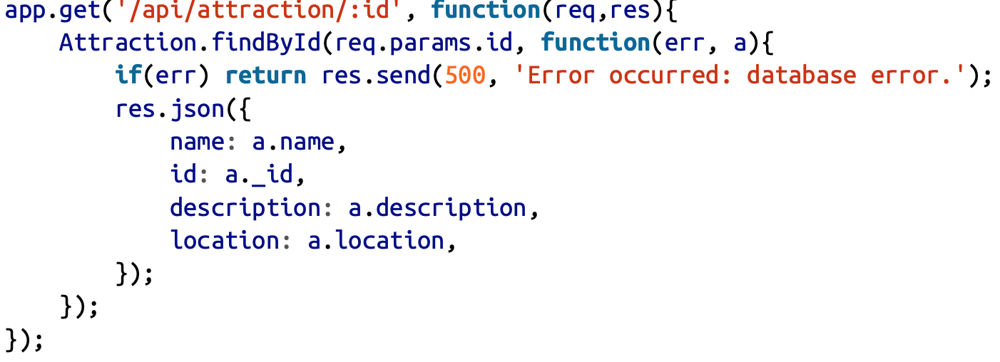 app.get('/api/attraction/:id', function(req,res){
    Attraction.findById(req.params.id, function(err, a){
        if(err) return res.send(500, 'Error occurred: database error.');
        res.json({
            name: a.name,
            id: a._id,
            description: a.description,
            location: a.location,
        });
    });
});